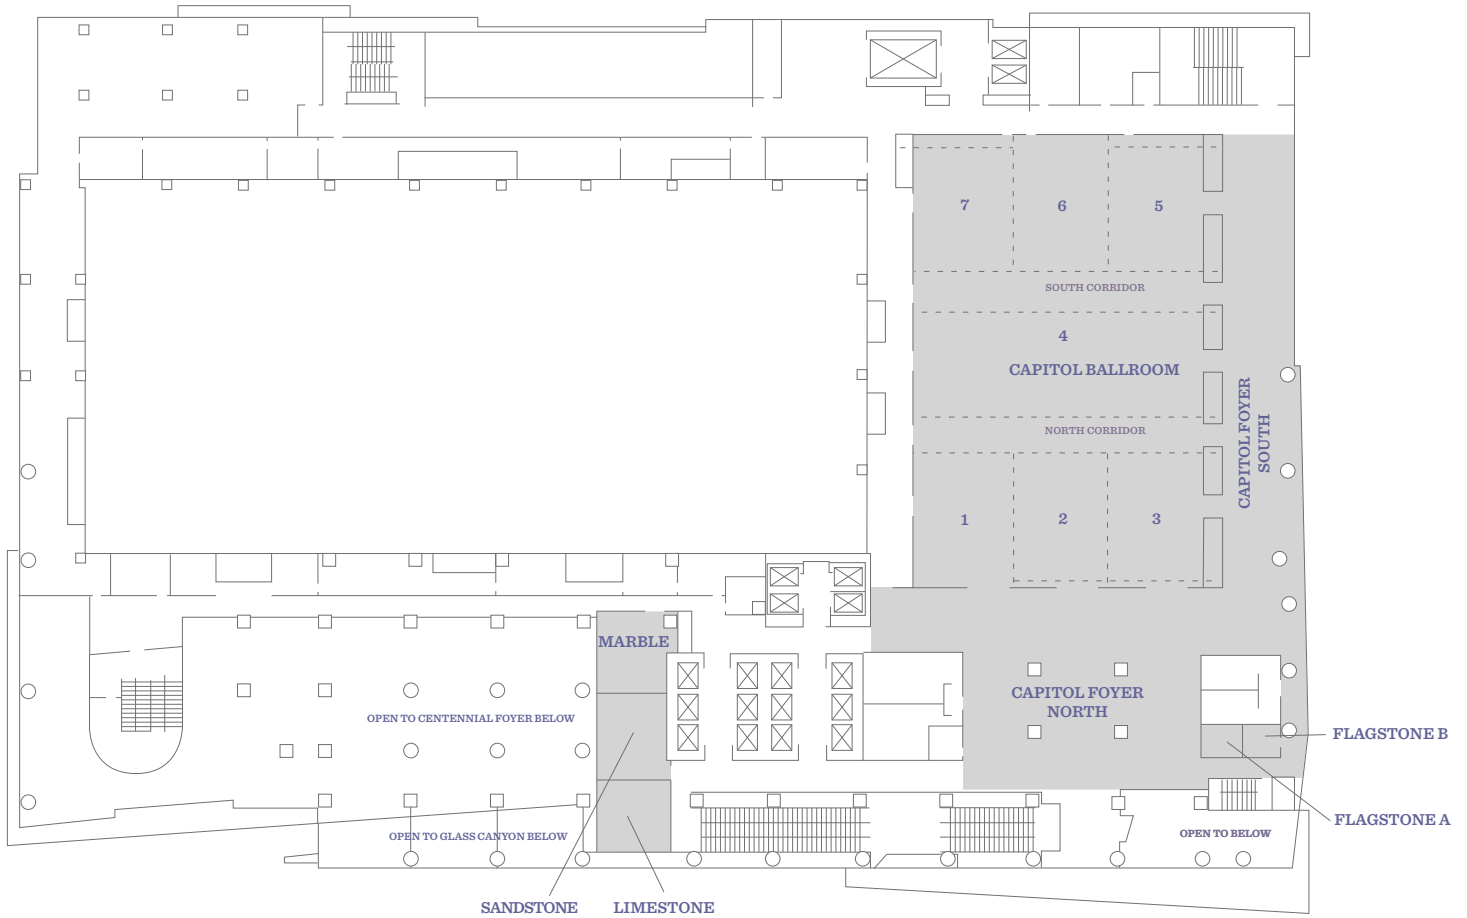 7
6
5
SOUTH CORRIDOR
4
CAPITOL BALLROOM
CAPITOL FOYER
SOUTH
NORTH CORRIDOR
1
2
3
MARBLE
CAPITOL FOYER
NORTH
OPEN TO CENTENNIAL FOYER BELOW
FLAGSTONE B
FLAGSTONE A
OPEN TO GLASS CANYON BELOW
OPEN TO BELOW
SANDSTONE
LIMESTONE